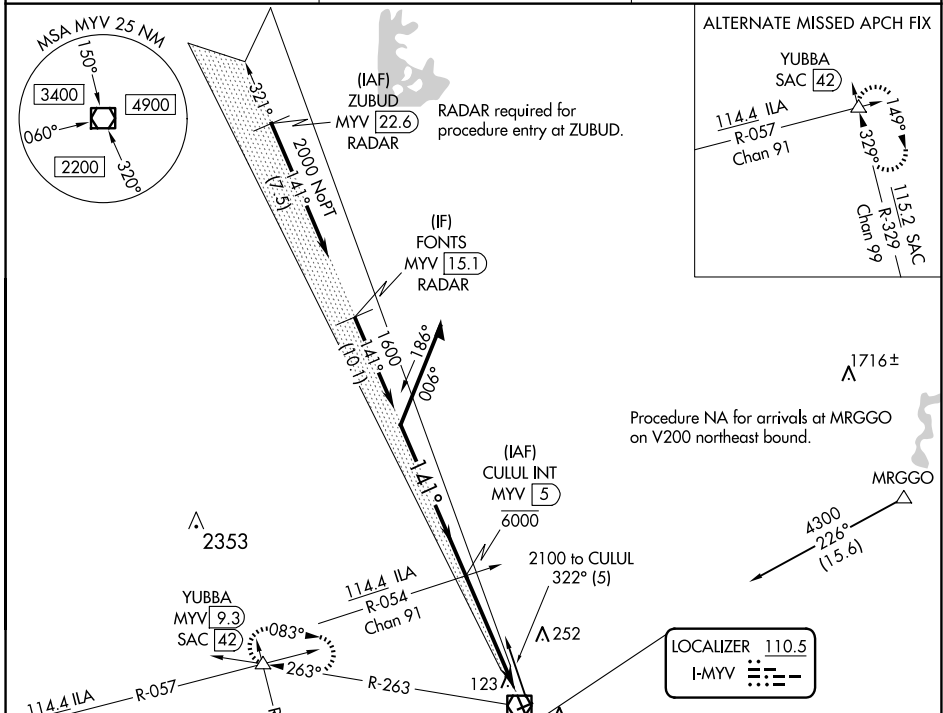 MSA MYV 25 NM
150°
3400
4900
060°
2200
320°
(IAF)
ZUBUD
MYV 22.6
RADAR
RADAR required for
procedure entry at ZUBUD.
321°
2000 NoPT
141°
(7.5)
(IF)
FONTS
MYV 15.1
RADAR
1600
141°
(10.1)
186°
006°
141°
(IAF)
CULUL INT
MYV 5
6000
2100 to CULUL
322° (5)
ALTERNATE MISSED APCH FIX
YUBBA
SAC 42
114.4 ILA
R-057
Chan 91
149°
329°
115.2 SAC
R-329
Chan 99
1716±
Procedure NA for arrivals at MRGGO
on V200 northeast bound.
MRGGO
4300
226°
(15.6)
2353
114.4 ILA
R-054
Chan 91
YUBBA
MYV 9.3
SAC 42
083°
263°
R-263
252
123
LOCALIZER 110.5
I-MYV
114.4 ILA
R-057